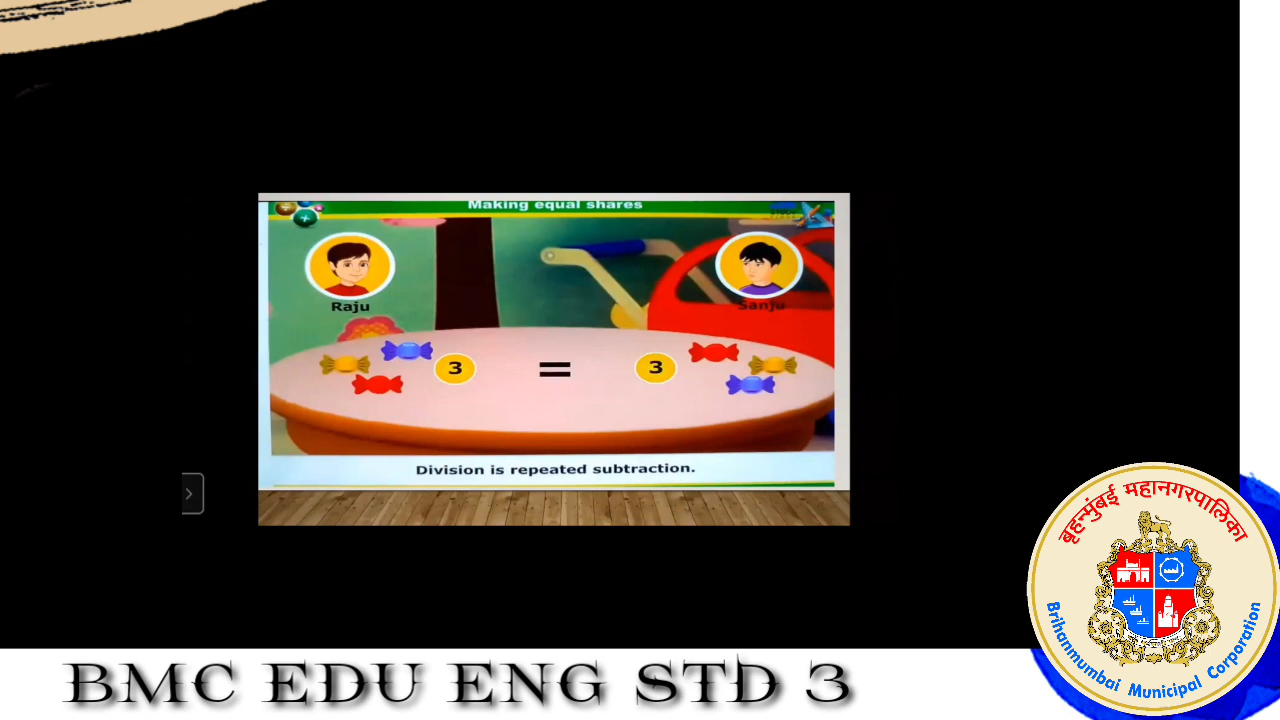 Making equal shares
Raju
Sanju
3 = 3
Division is repeated subtraction.
बृहन्मुंबई महानगरपालिका
Brihanmumbai Municipal Corporation
BMC EDU ENG STD 3